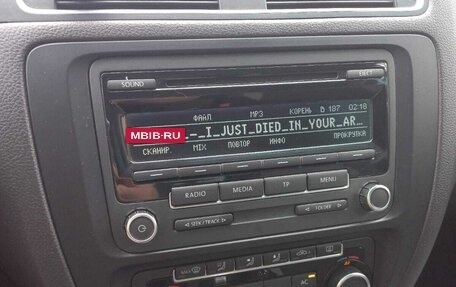 SOUND
EJECT
ФАЙЛ MP3 КОРЕНЬ 187 02:18
_-_I_JUST_DIED_IN_YOUR_AR...
MBIB-RU
СКАНИР. MIX ПОВТОР ИНФО ПРОКРУТКА
RADIO MEDIA TP MENU
SEEK / TRACK
FOLDER
AC